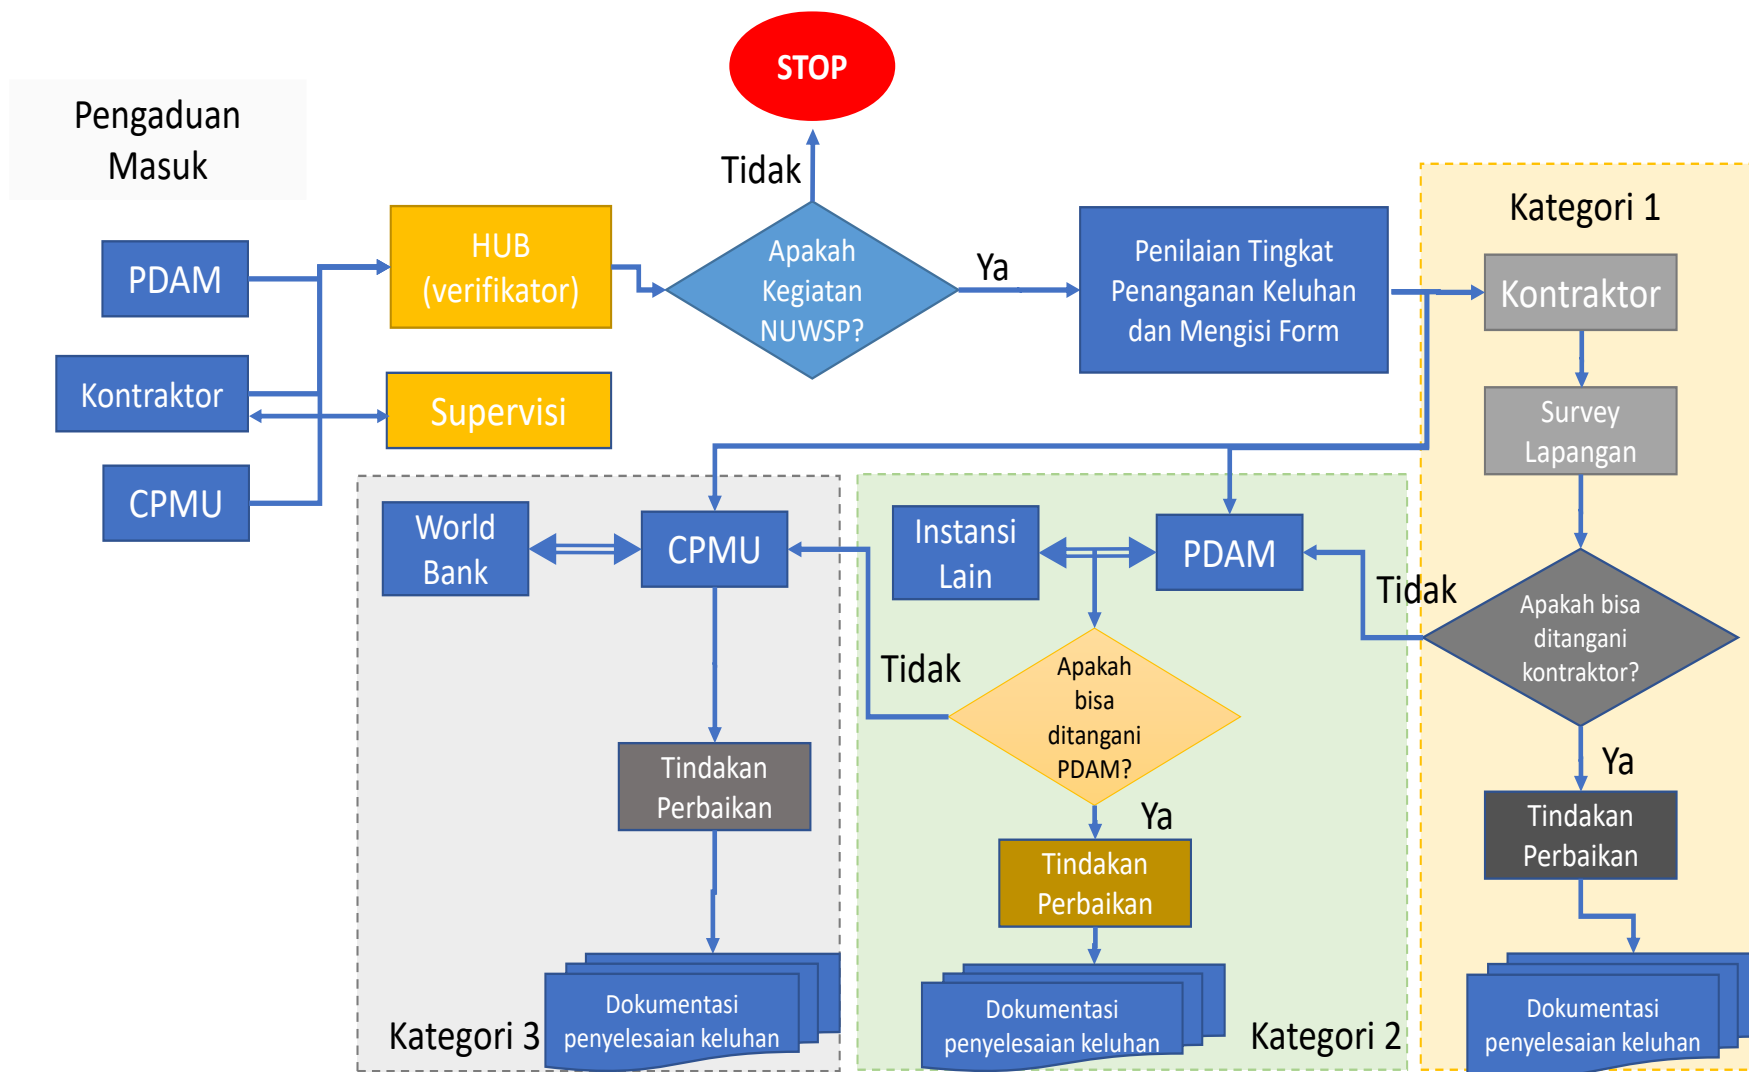 STOP
Pengaduan
Masuk
Tidak
Kategori 1
PDAM
HUB
(verifikator)
Apakah
Kegiatan
NUWSP?
Ya
Penilaian Tingkat
Penanganan Keluhan
dan Mengisi Form
Kontraktor
Kontraktor
Supervisi
Survey
Lapangan
CPMU
World
Bank
CPMU
Instansi
Lain
PDAM
Tidak
Apakah bisa
ditangani
kontraktor?
Tidak
Apakah
bisa
ditangani
PDAM?
Ya
Tindakan
Perbaikan
Ya
Tindakan
Perbaikan
Tindakan
Perbaikan
Kategori 3
Dokumentasi
penyelesaian keluhan
Dokumentasi
penyelesaian keluhan
Kategori 2
Dokumentasi
penyelesaian keluhan